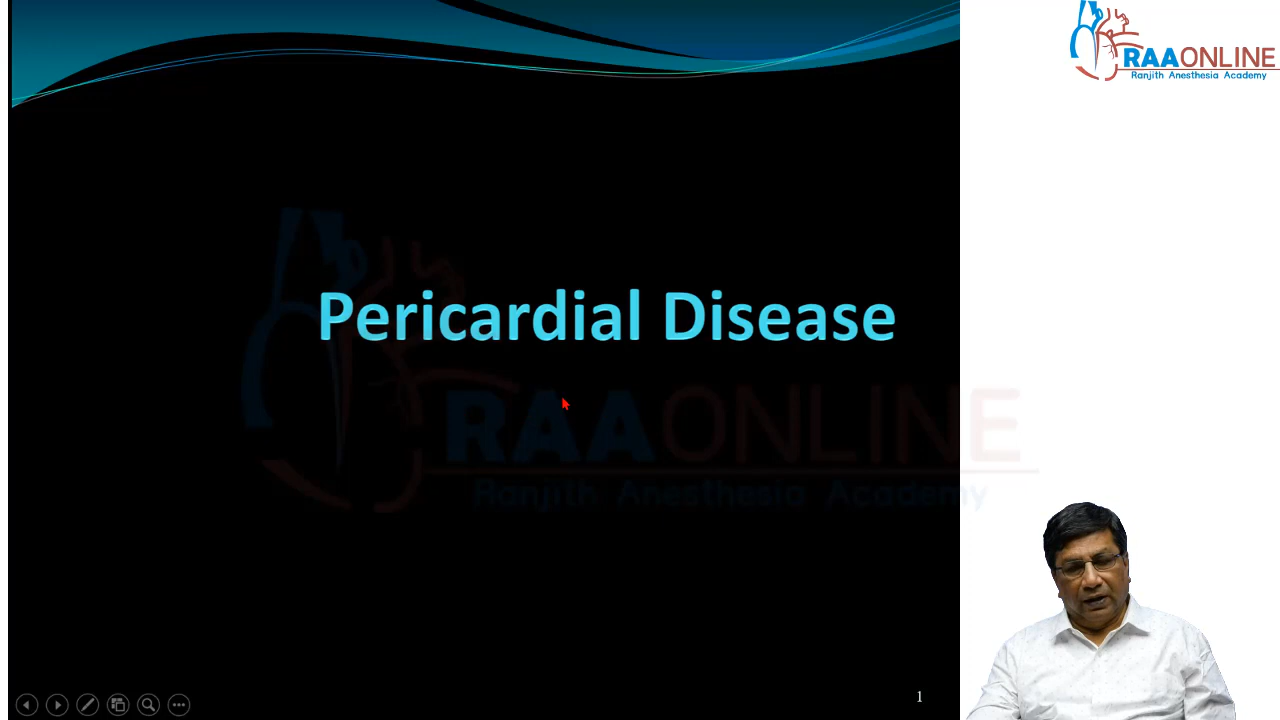 RAAONLINE
Ranjith Anesthesia Academy
Pericardial Disease
RAAONLINE
Ranjith Anesthesia Academy
1